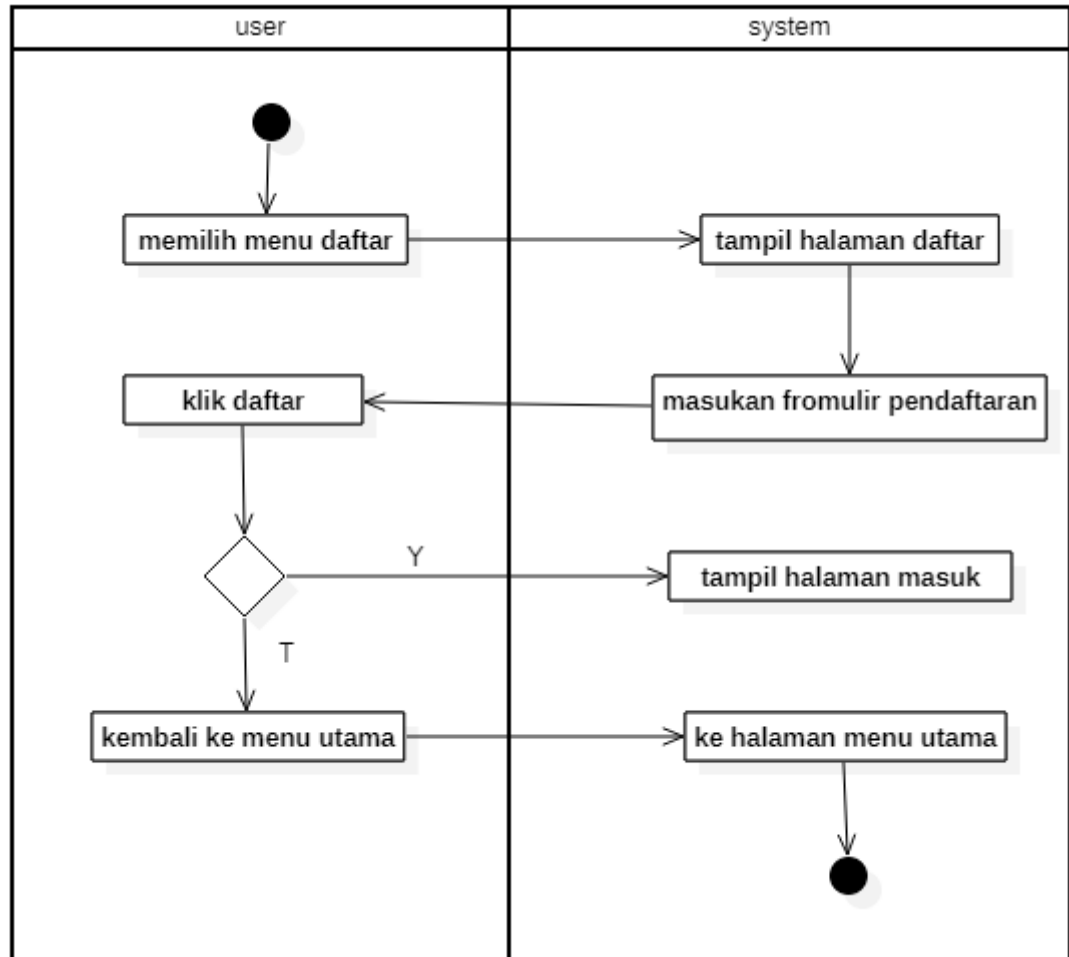 user
system
memilih menu daftar
tampil halaman daftar
klik daftar
masukan fromulir pendaftaran
Y
tampil halaman masuk
T
kembali ke menu utama
ke halaman menu utama